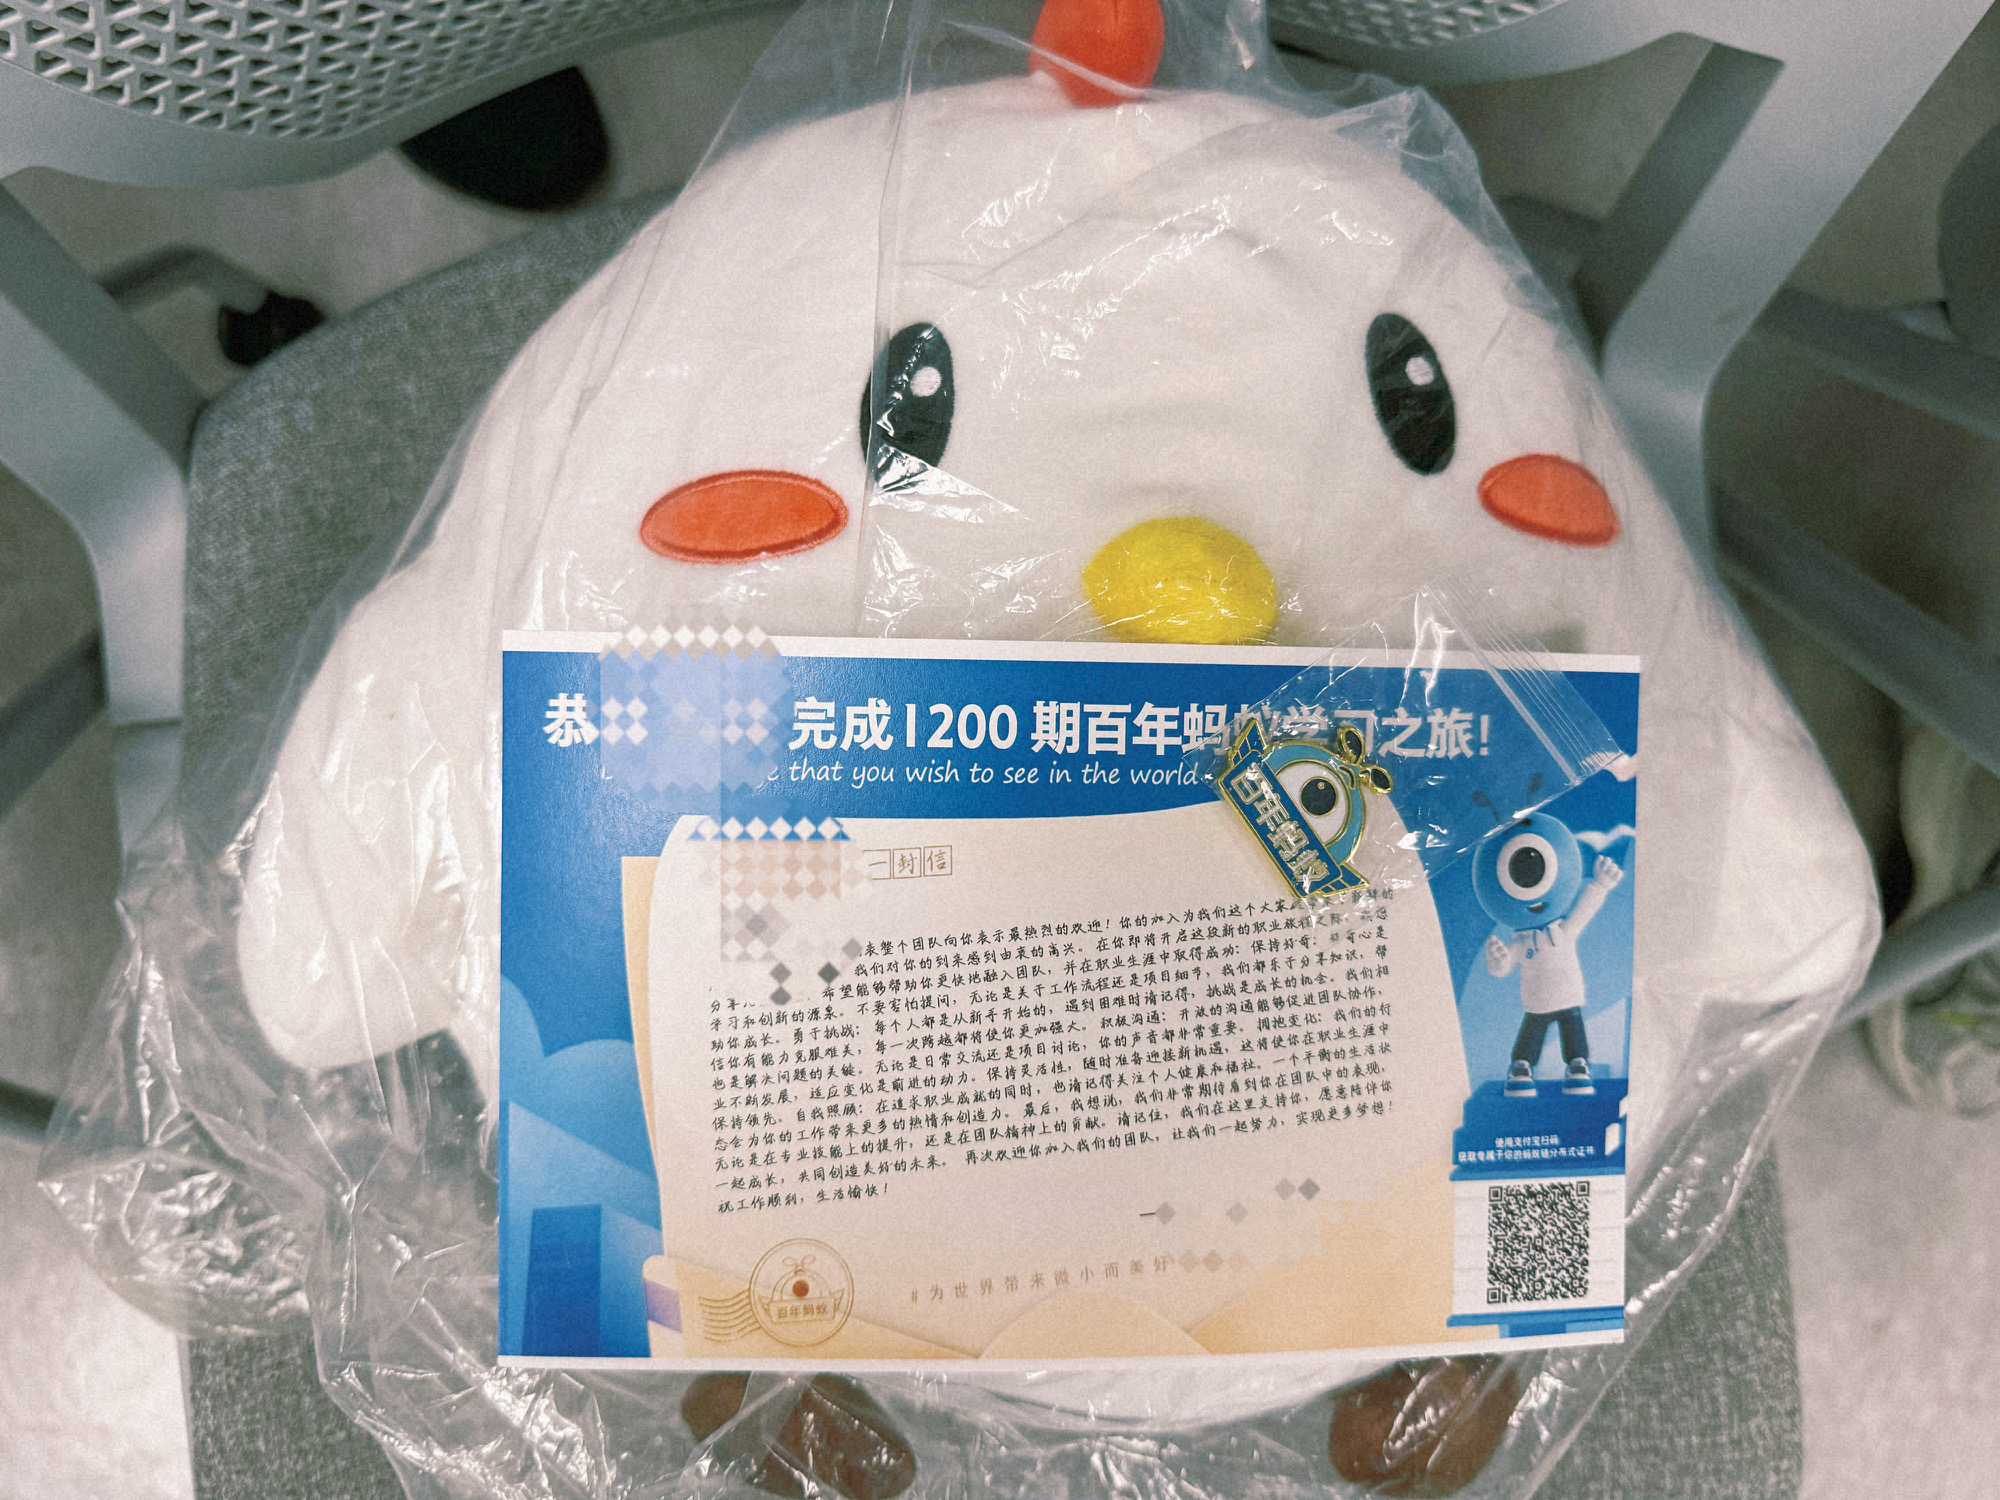 恭 完成1200期百年蚂蚁学习之旅!
that you wish to see in the world
百年蚂蚁
一封信
表整个团队向你表示最热烈的欢迎！你的加入为我们这个大家 的
我们对你的到来感到由衷的高兴。在你即将开启这段新的职业旅程之际，我想
分享 希望能够帮助你更快地融入团队，并在职业生涯中取得成功：保持好奇：好奇心是
学习和创新的源泉。不要害怕提问，无论是关于工作流程还是项目细节，我们都乐于分享知识，帮
助你成长。勇于挑战：每个人都是从新手开始的，遇到困难时请记得，挑战是成长的机会。我们相
信你有能力克服难关，每一次跨越都将使你更加强大。积极沟通：开放的沟通能够促进团队协作，
也是解决问题的关键。无论是日常交流还是项目讨论，你的声音都非常重要。拥抱变化：我们的行
业不断发展，适应变化是前进的动力。保持灵活性，随时准备迎接新机遇，这将使你在职业生涯中
保持领先。自我照顾：在追求职业成就的同时，也请记得关注个人健康和福祉。一个平衡的生活状
态会为你的工作带来更多的热情和创造力。最后，我想说，我们非常期待看到你在团队中的表现，
无论是在专业技能上的提升，还是在团队精神上的贡献。请记住，我们在这里支持你，愿意陪伴你
一起成长，共同创造美好的未来。再次欢迎你加入我们的团队，让我们一起努力，实现更多梦想！
祝工作顺利，生活愉快！
使用支付宝扫码
获取专属于你的蚂蚁链分布式证书
#为世界带来微小而美好
百年蚂蚁